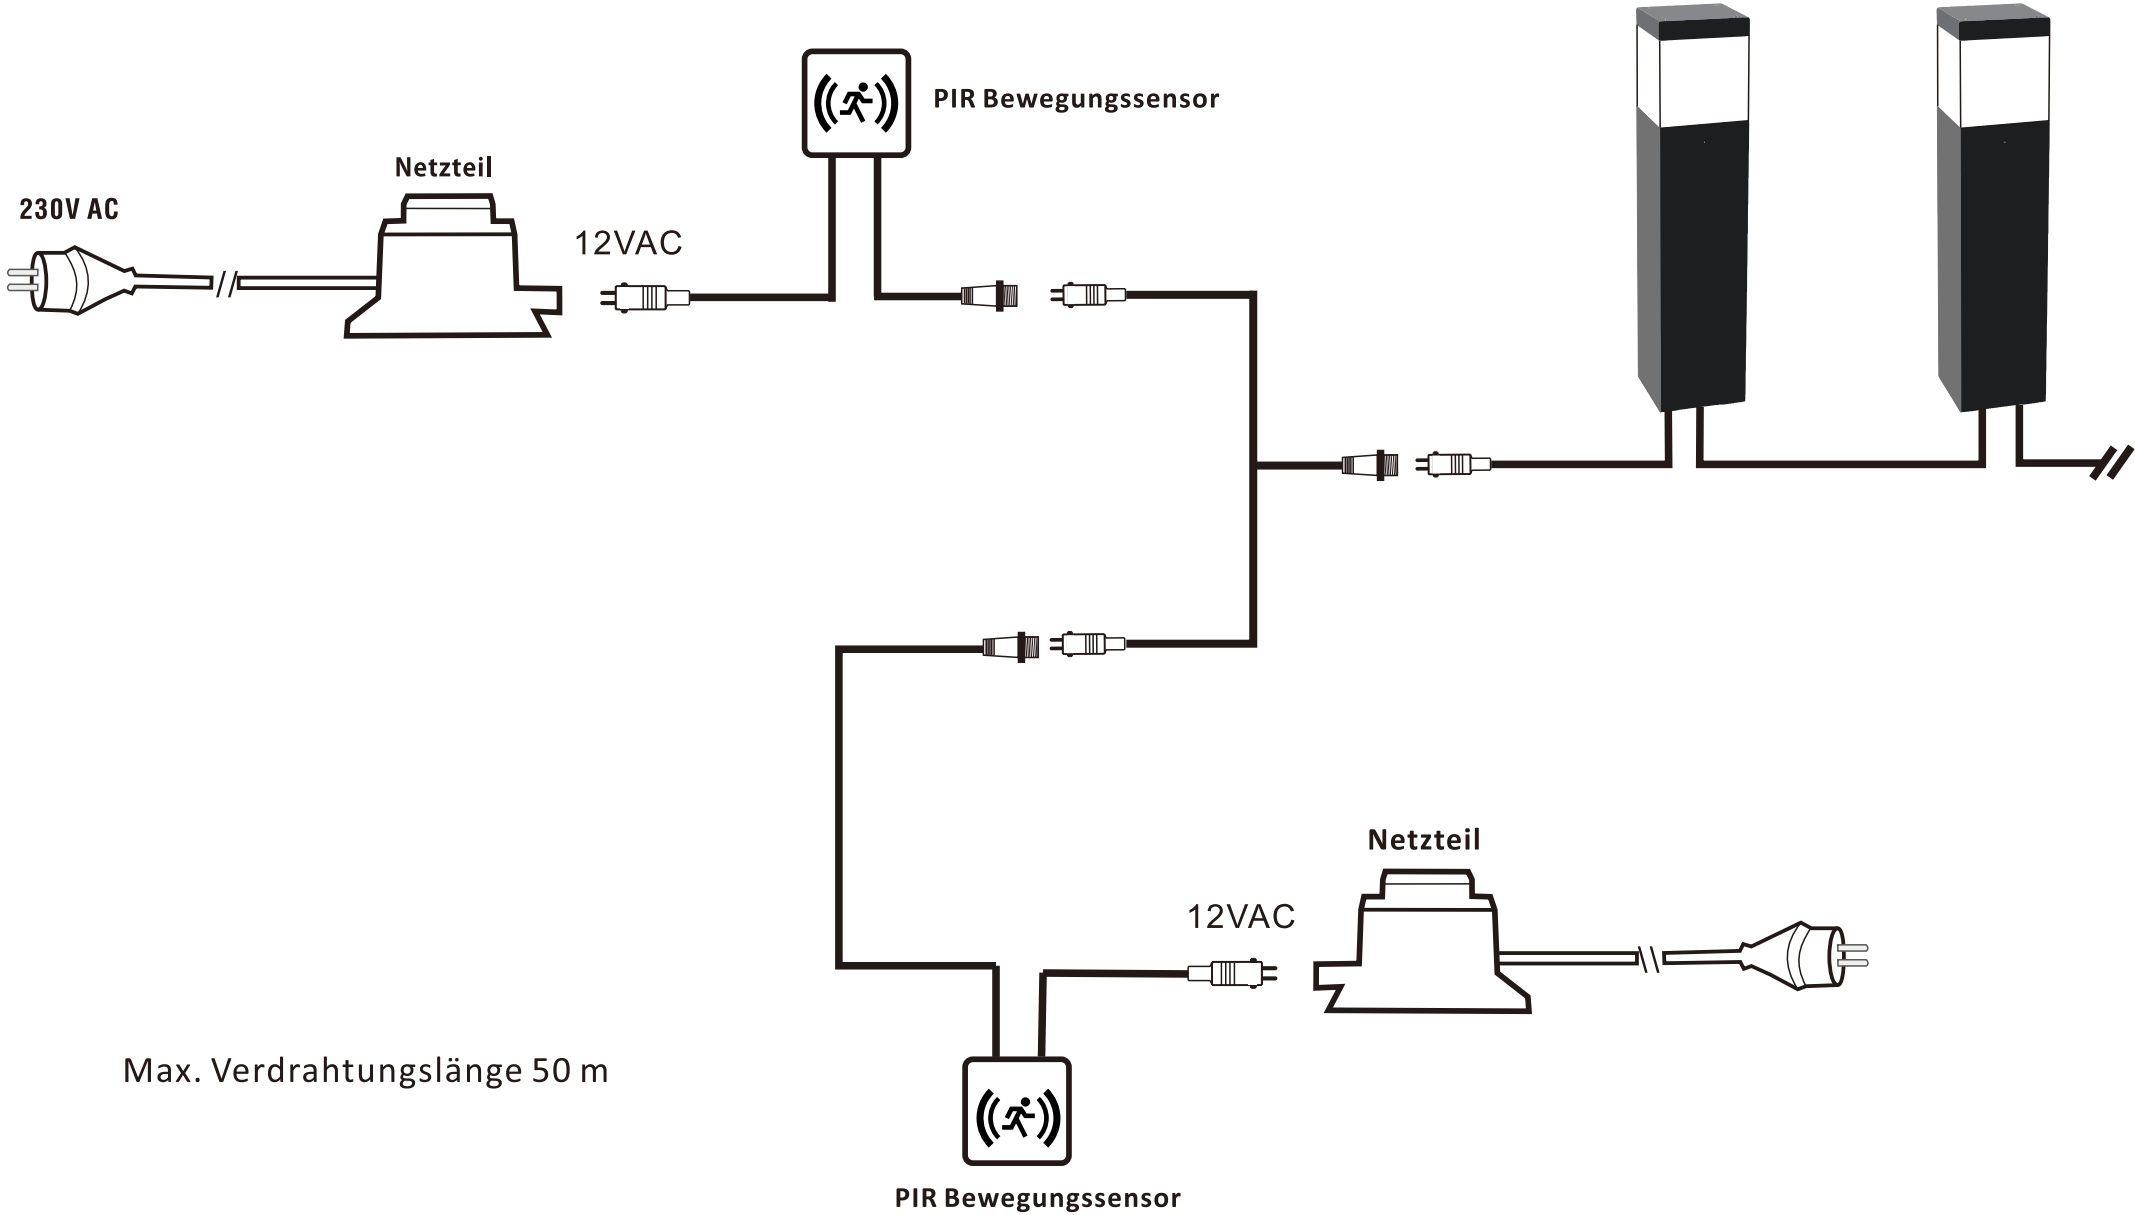 PIR Bewegungssensor
Netzteil
230V AC
12VAC
Netzteil
12VAC
Max. Verdrahtungslänge 50 m
PIR Bewegungssensor